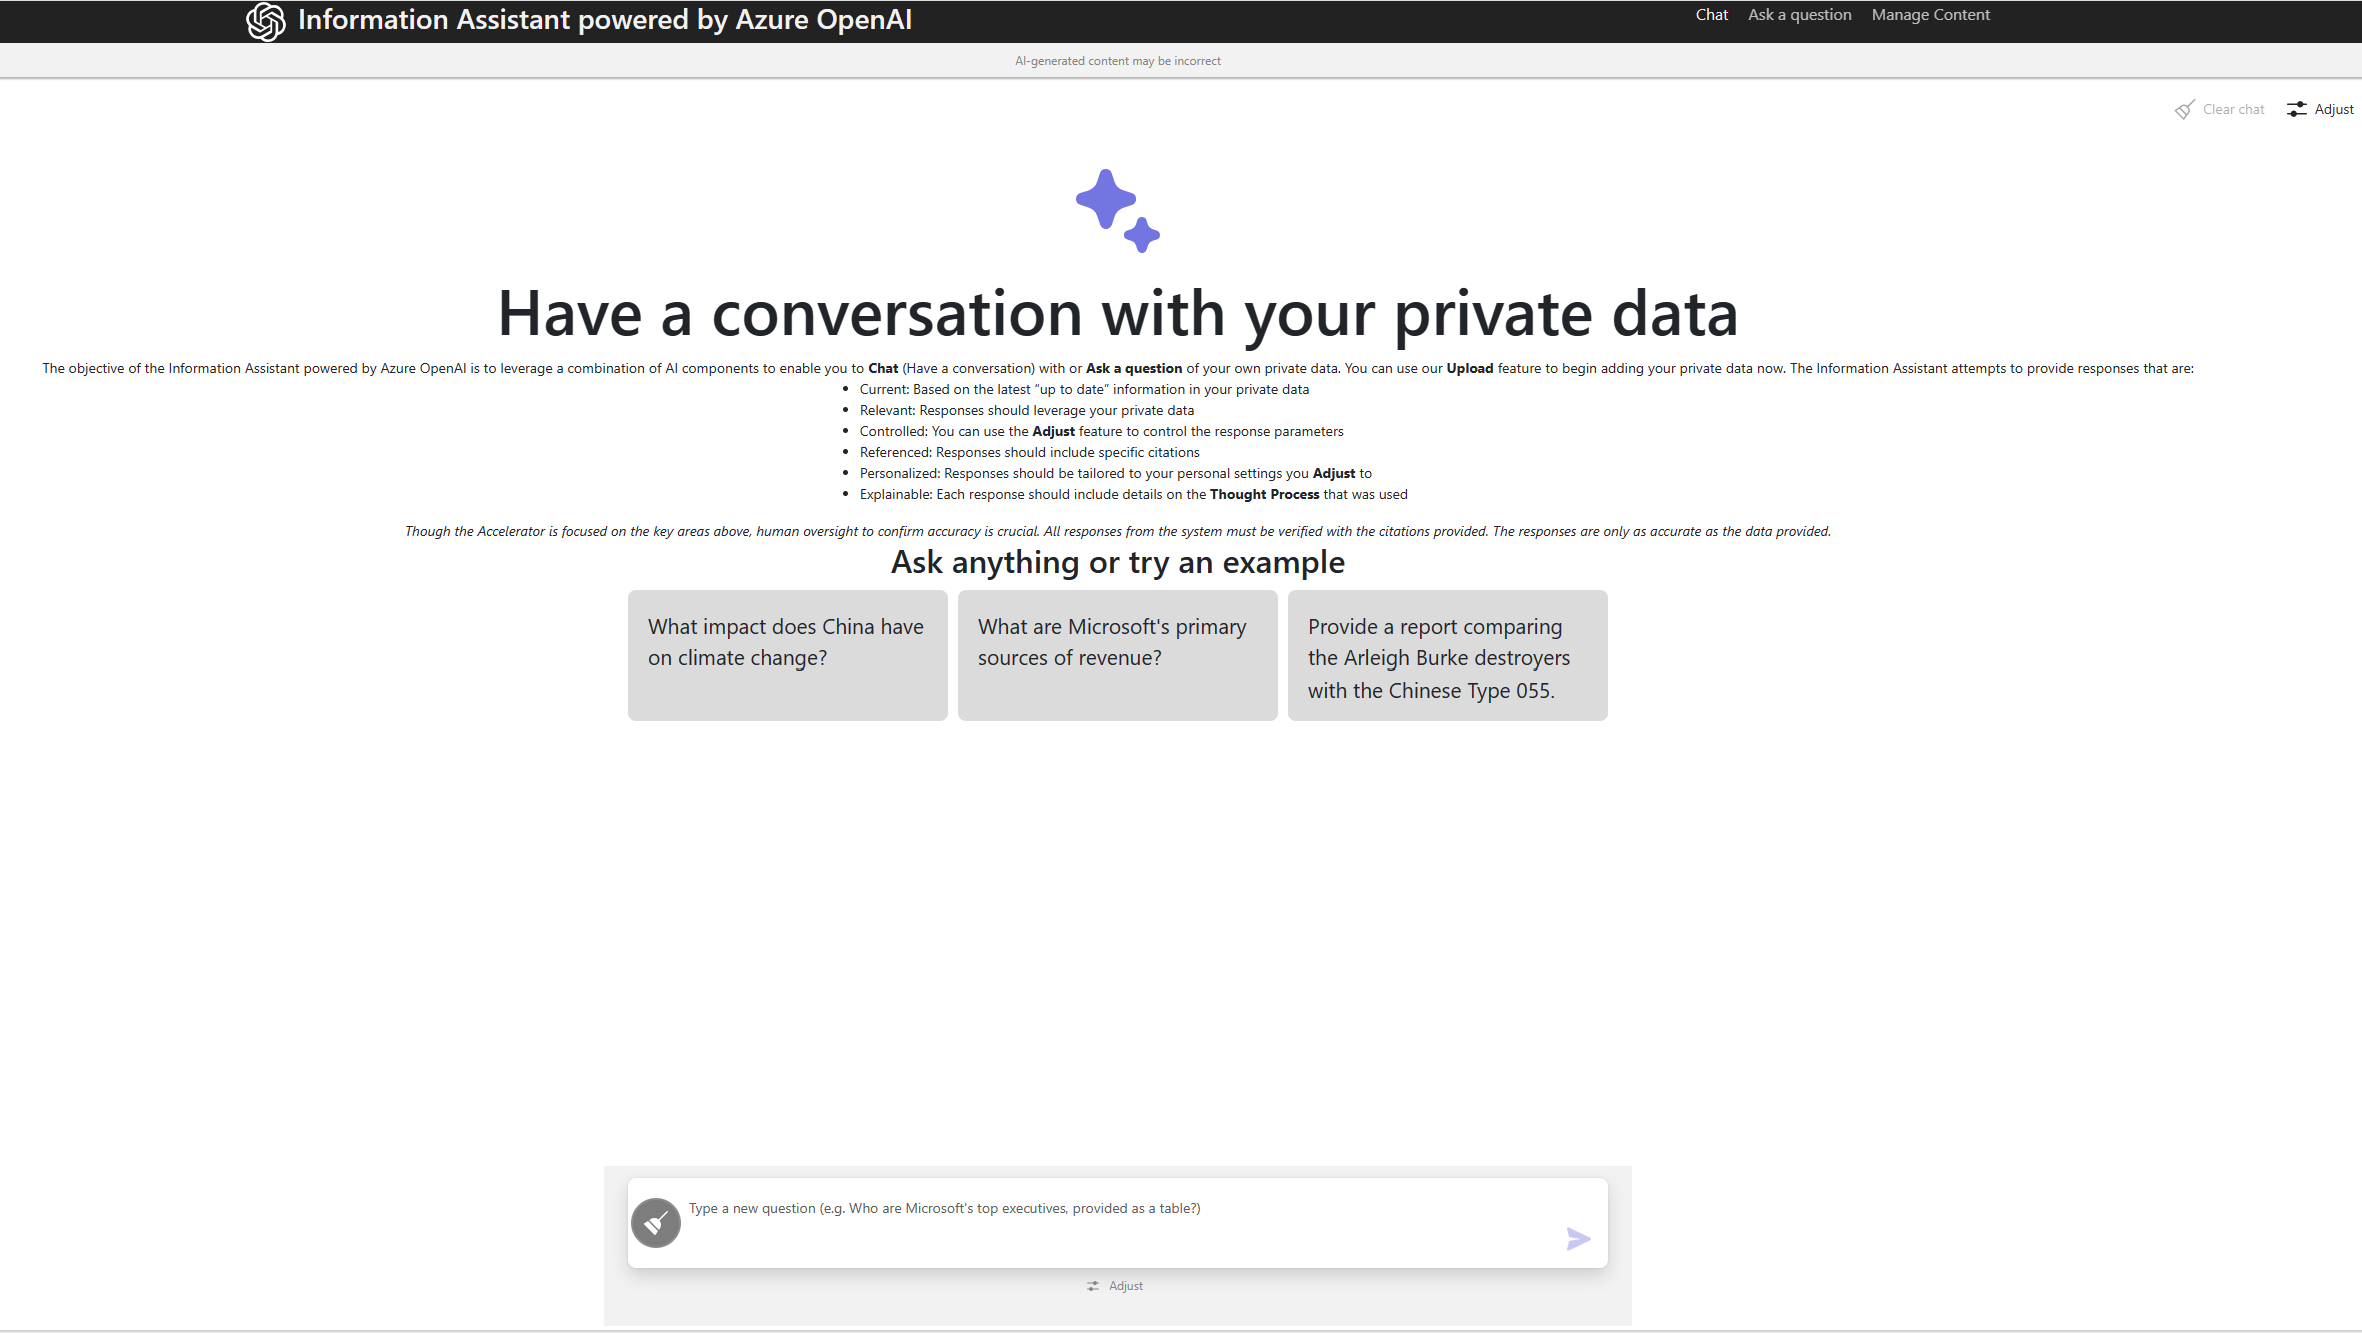 Information Assistant powered by Azure OpenAI
Chat Ask a question Manage Content
AI-generated content may be incorrect
Clear chat Adjust
Have a conversation with your private data
The objective of the Information Assistant powered by Azure OpenAI is to leverage a combination of AI components to enable you to Chat (Have a conversation) with or Ask a question of your own private data. You can use our Upload feature to begin adding your private data now. The Information Assistant attempts to provide responses that are:
• Current: Based on the latest “up to date” information in your private data
• Relevant: Responses should leverage your private data
• Controlled: You can use the Adjust feature to control the response parameters
• Referenced: Responses should include specific citations
• Personalized: Responses should be tailored to your personal settings you Adjust to
• Explainable: Each response should include details on the Thought Process that was used
Though the Accelerator is focused on the key areas above, human oversight to confirm accuracy is crucial. All responses from the system must be verified with the citations provided. The responses are only as accurate as the data provided.
Ask anything or try an example
What impact does China have
on climate change?
What are Microsoft's primary
sources of revenue?
Provide a report comparing
the Arleigh Burke destroyers
with the Chinese Type 055.
Type a new question (e.g. Who are Microsoft's top executives, provided as a table?)
Adjust